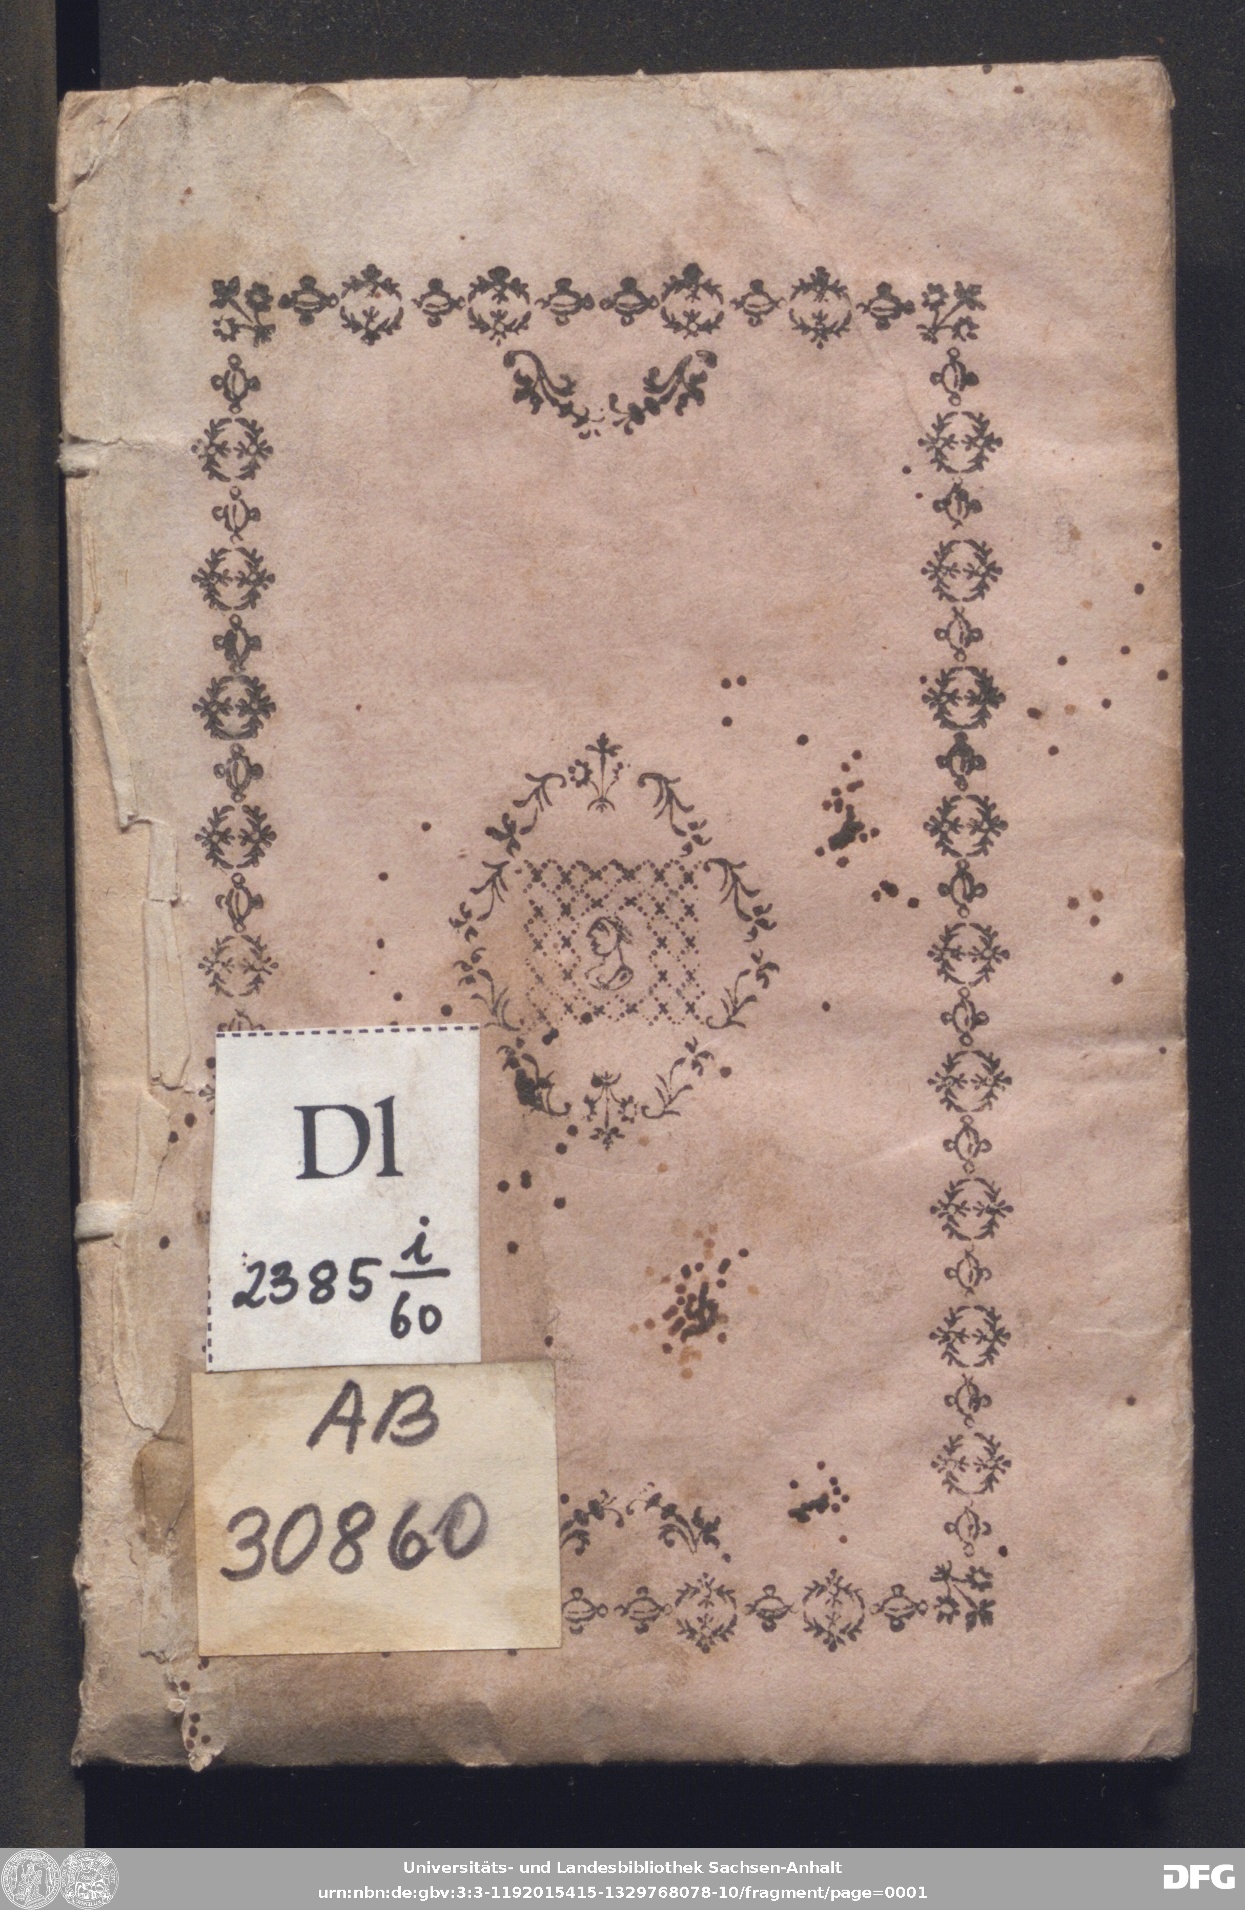 Dl
2385 i/60
AB
30860
Universitäts- und Landesbibliothek Sachsen-Anhalt
urn:nbn:de:gbv:3:3-1192015415-1329768078-10/fragment/page=0001
DFG